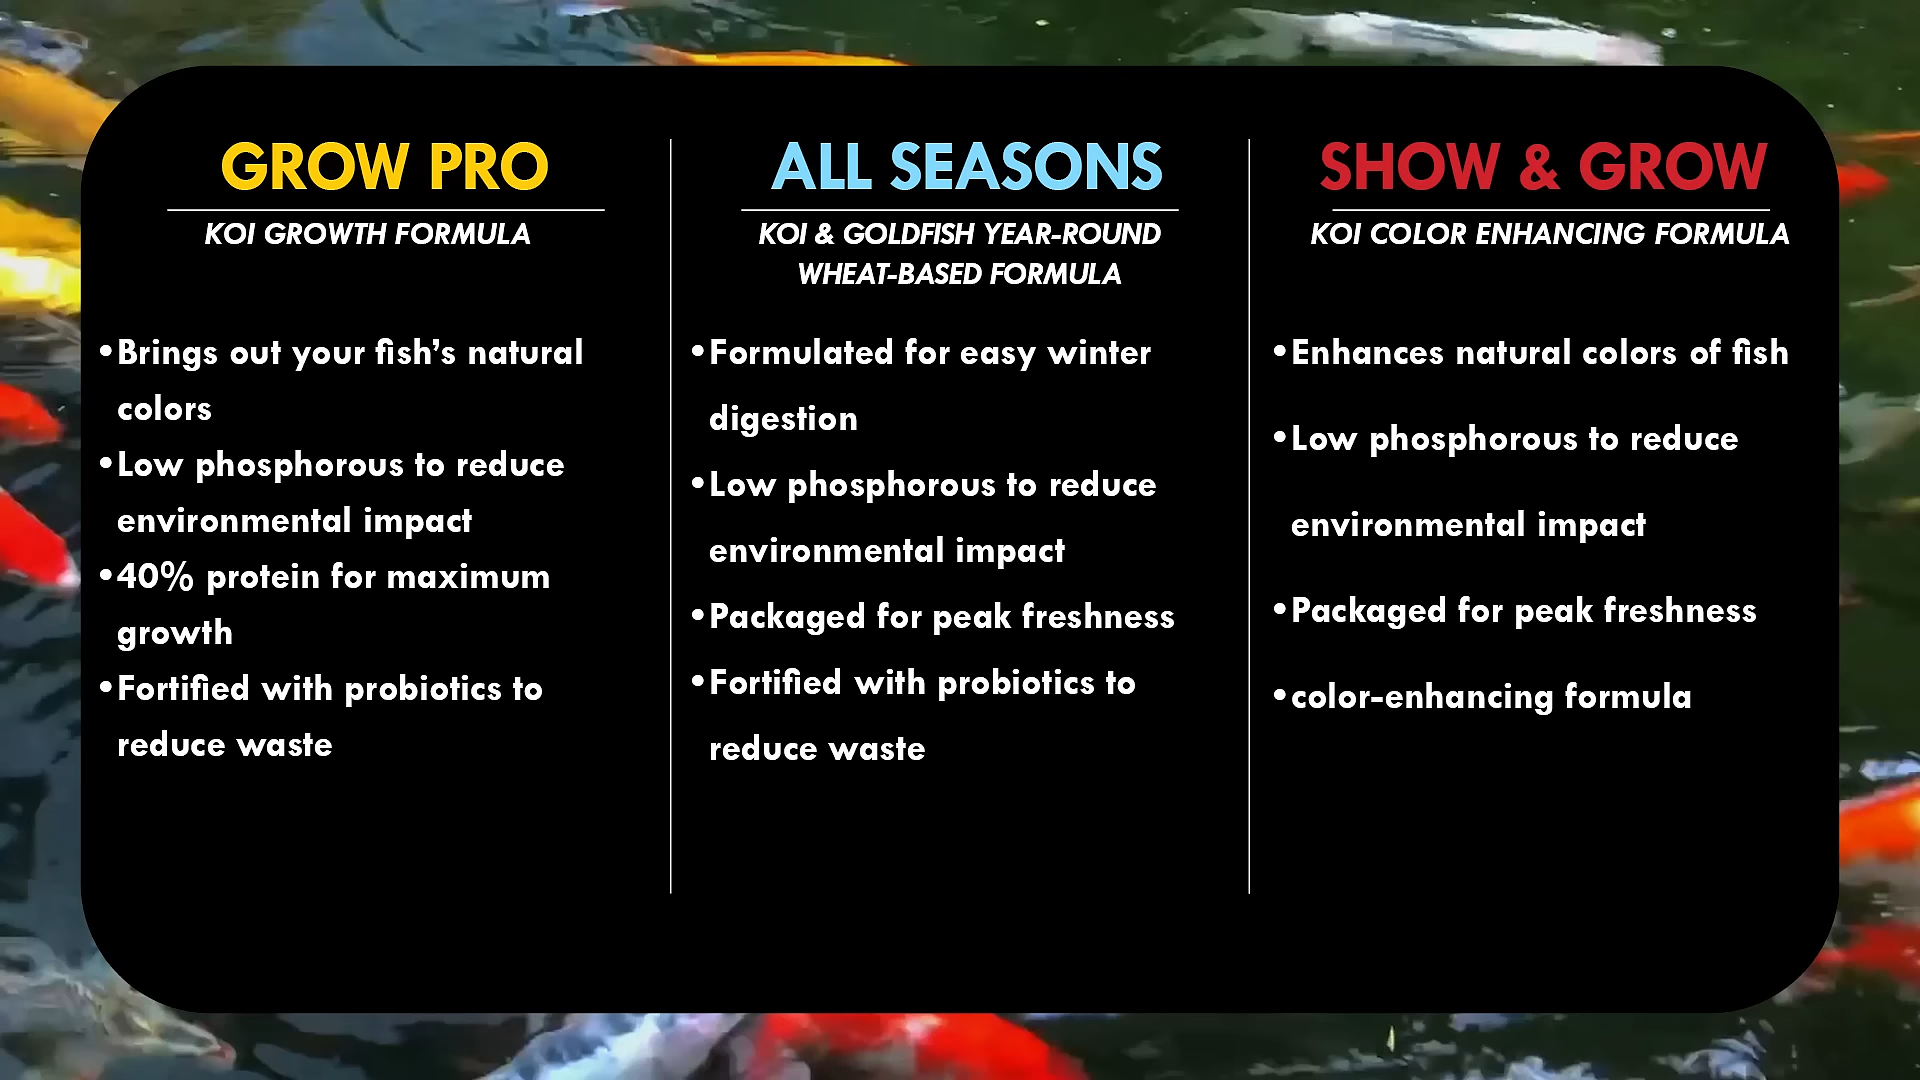 GROW PRO
KOI GROWTH FORMULA
•Brings out your fish’s natural
colors
•Low phosphorous to reduce
environmental impact
•40% protein for maximum
growth
•Fortified with probiotics to
reduce waste
ALL SEASONS
KOI & GOLDFISH YEAR-ROUND
WHEAT-BASED FORMULA
•Formulated for easy winter
digestion
•Low phosphorous to reduce
environmental impact
•Packaged for peak freshness
•Fortified with probiotics to
reduce waste
SHOW & GROW
KOI COLOR ENHANCING FORMULA
•Enhances natural colors of fish
•Low phosphorous to reduce
environmental impact
•Packaged for peak freshness
•color-enhancing formula